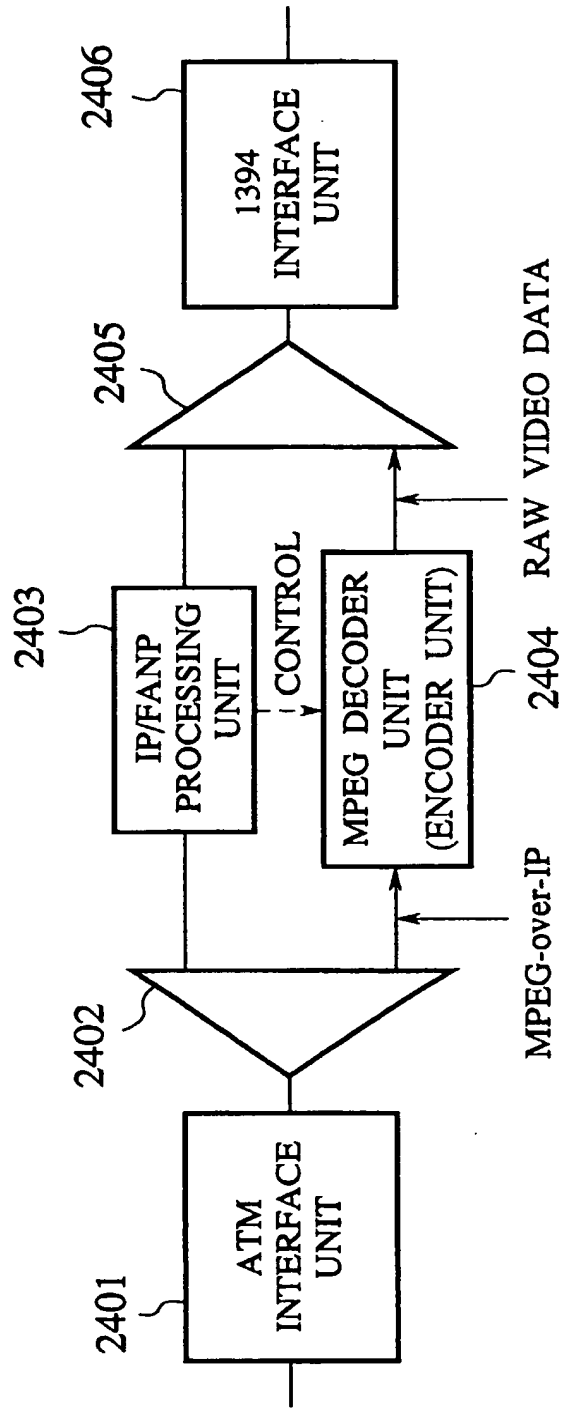 2401
ATM
INTERFACE
UNIT
2402
2403
IP/FANP
PROCESSING
UNIT
CONTROL
MPEG DECODER
UNIT
(ENCODER UNIT)
2404
MPEG-over-IP
RAW VIDEO DATA
2405
2406
1394
INTERFACE
UNIT